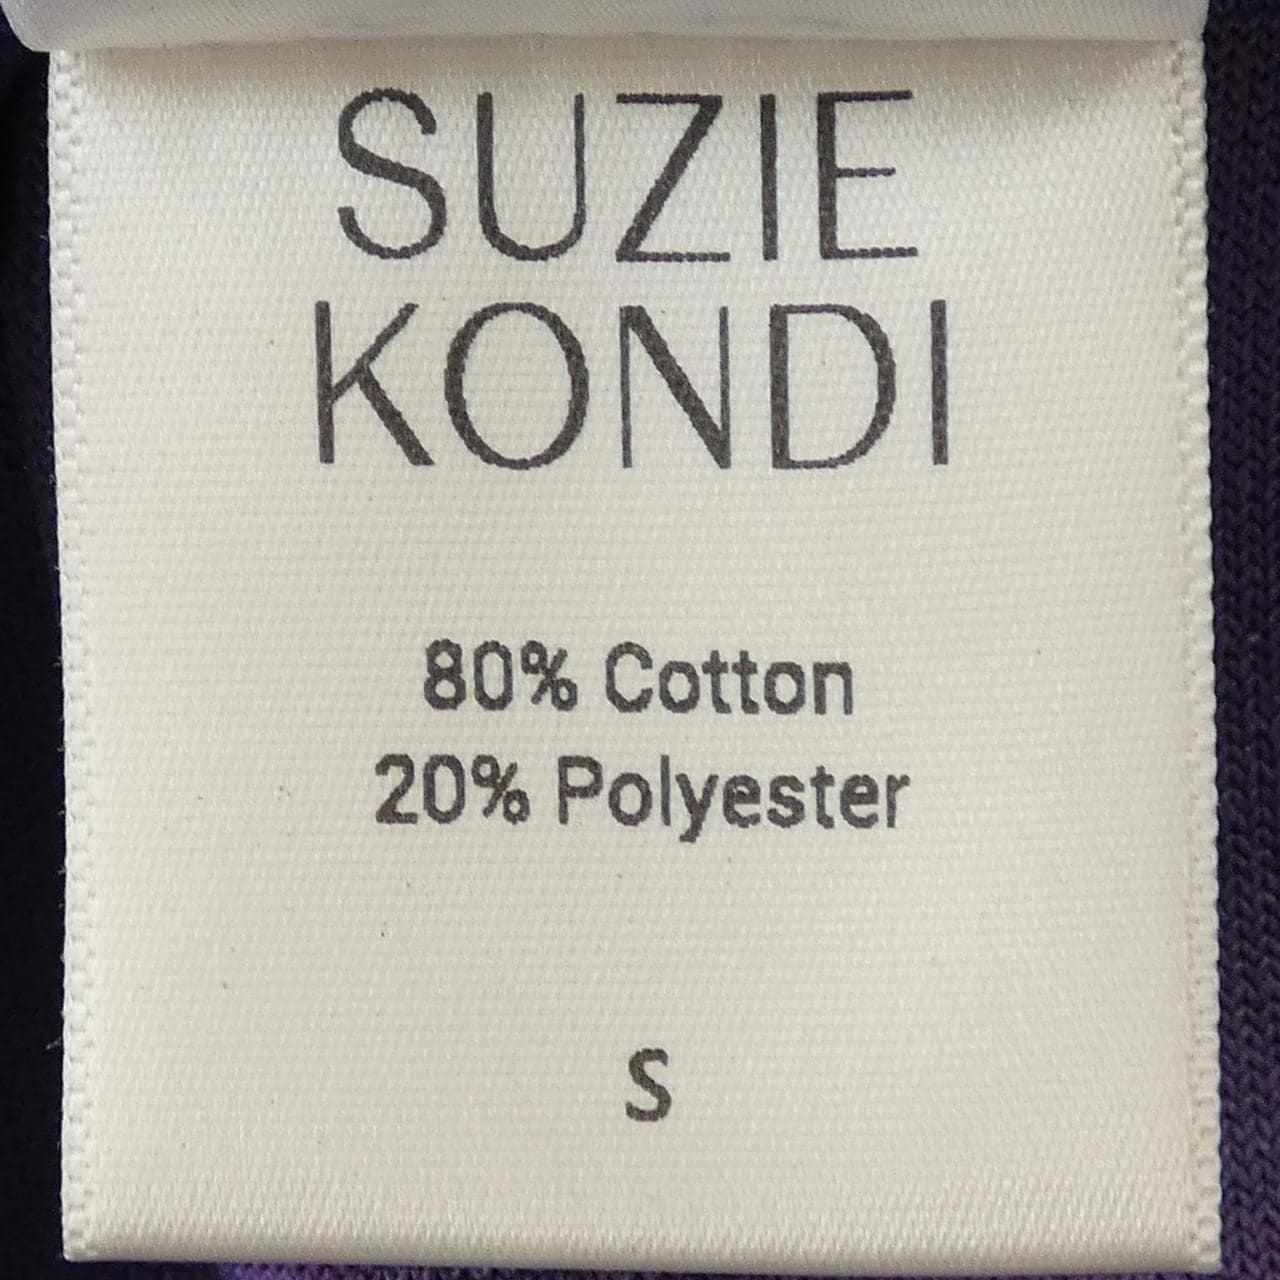 SUZIE
KONDI
80% Cotton
20% Polyester
S